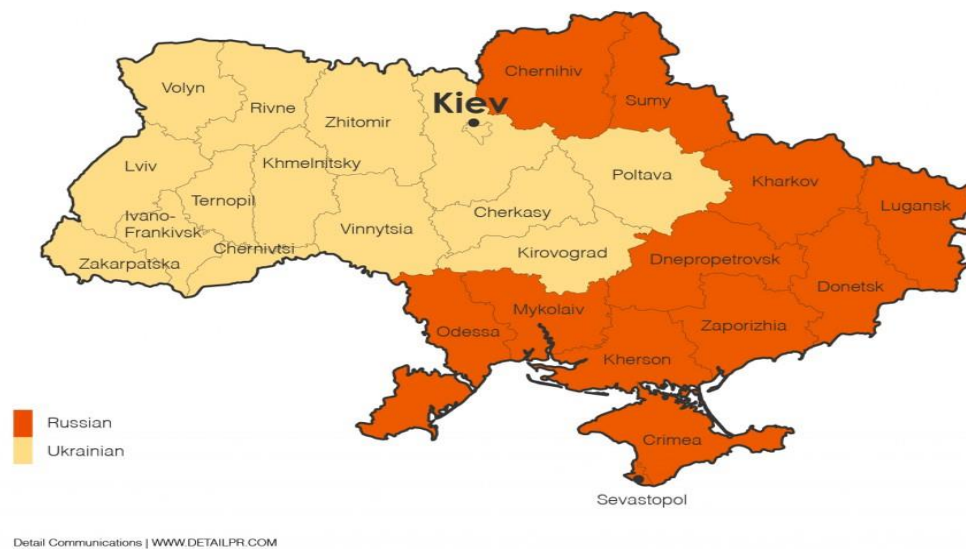 Chernihiv
Volyn
Rivne
Sumy
Kiev
Zhitomir
Lviv
Khmelnitsky
Poltava
Kharkov
Ternopil
Lugansk
Ivano-
Frankivsk
Cherkasy
Vinnytsia
Chernivtsi
Kirovograd
Zakarpatska
Dnepropetrovsk
Donetsk
Mykolaiv
Odessa
Zaporizhia
Kherson
Russian
Crimea
Ukrainian
Sevastopol
Detail Communications | WWW.DETAILPR.COM